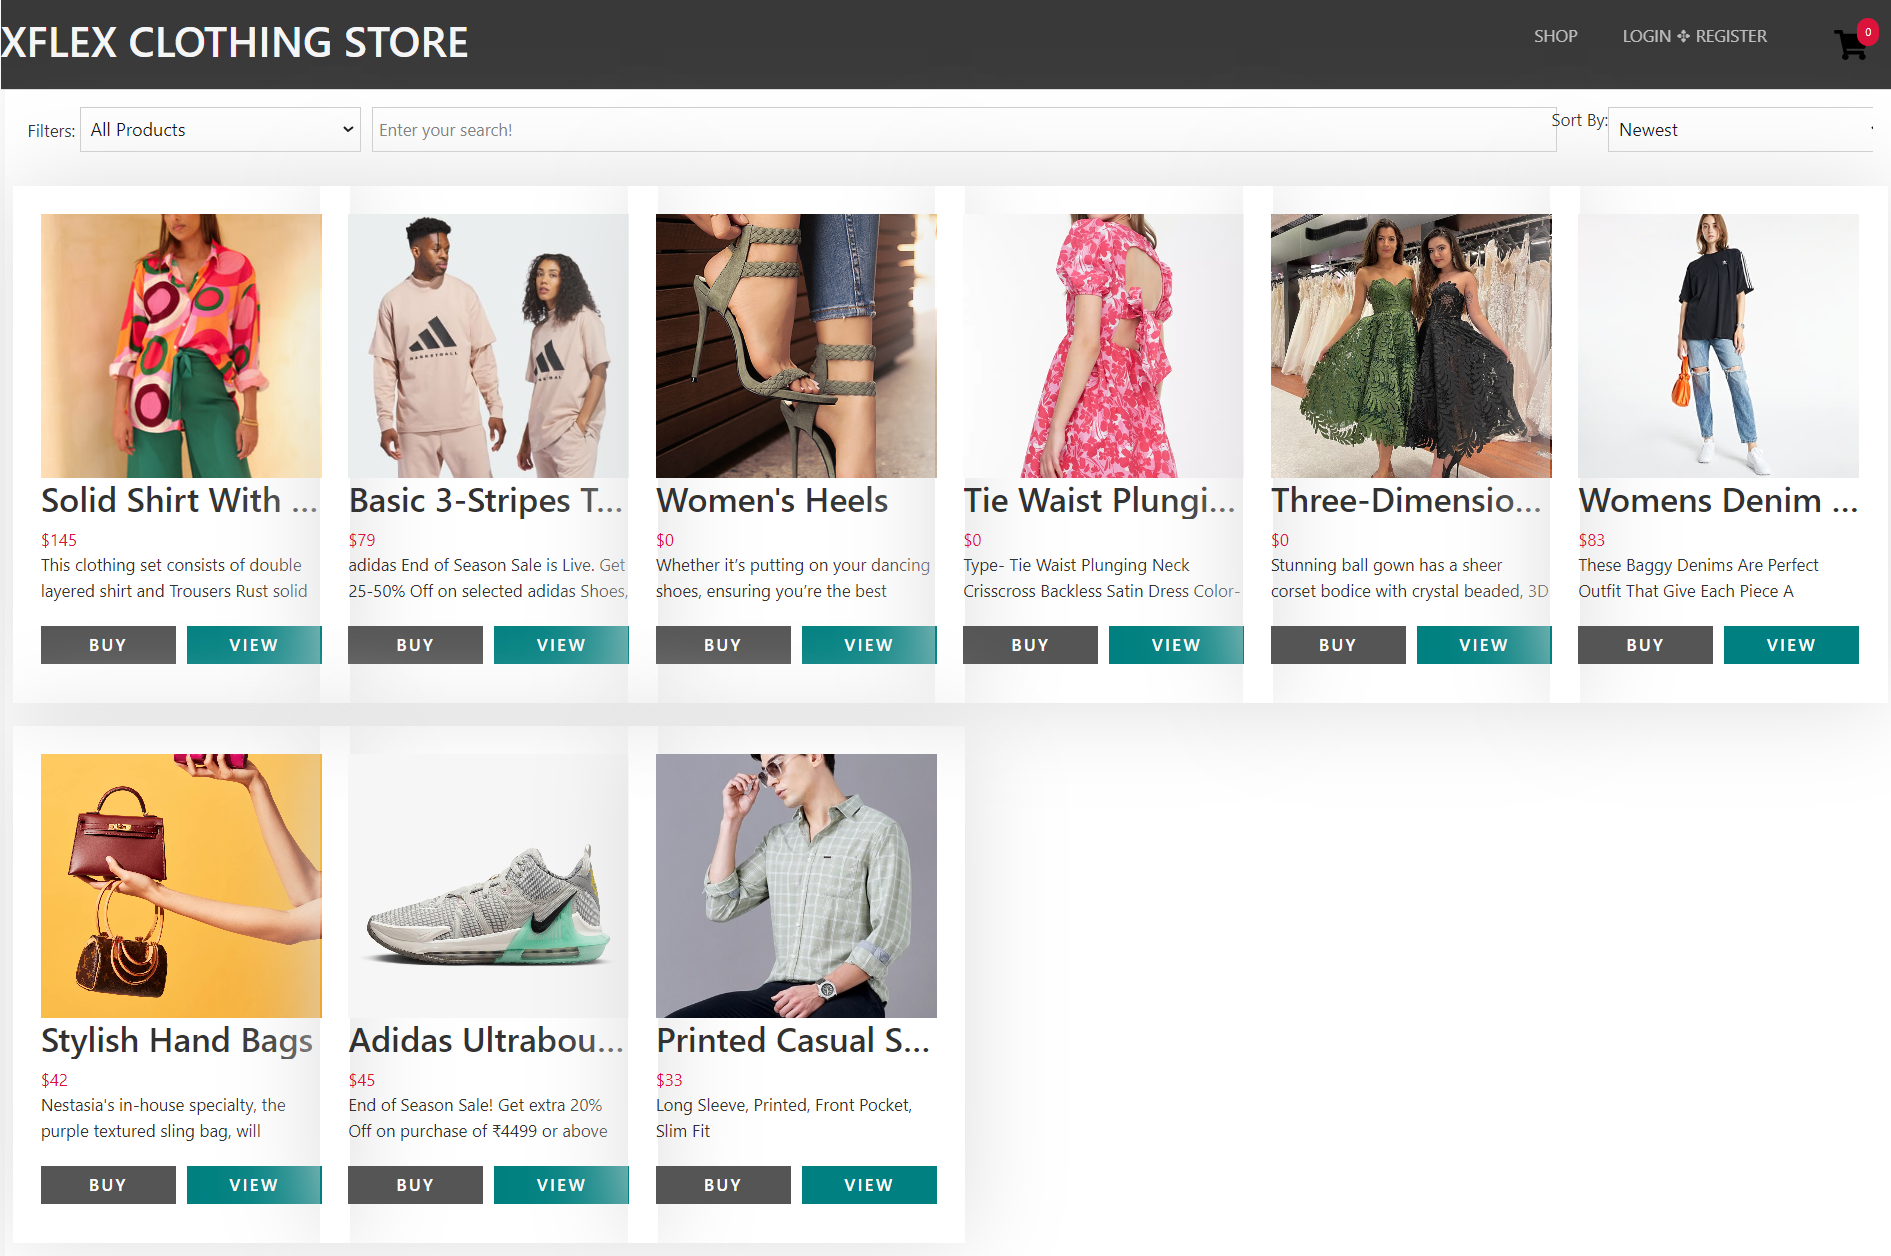 XFLEX CLOTHING STORE
SHOP
LOGIN ✣ REGISTER
0
Filters:
All Products
Enter your search!
Sort By:
Newest
BASKETBALL
Solid Shirt With ...
$145
This clothing set consists of double
layered shirt and Trousers Rust solid
BUY
VIEW
Basic 3-Stripes T...
$79
adidas End of Season Sale is Live. Get
25-50% Off on selected adidas Shoes,
BUY
VIEW
Women's Heels
$0
Whether it’s putting on your dancing
shoes, ensuring you’re the best
BUY
VIEW
Tie Waist Plungi...
$0
Type- Tie Waist Plunging Neck
Crisscross Backless Satin Dress Color-
BUY
VIEW
Three-Dimensio...
$0
Stunning ball gown has a sheer
corset bodice with crystal beaded, 3D
BUY
VIEW
Womens Denim ...
$83
These Baggy Denims Are Perfect
Outfit That Give Each Piece A
BUY
VIEW
Stylish Hand Bags
$42
Nestasia's in-house specialty, the
purple textured sling bag, will
BUY
VIEW
Adidas Ultrabou...
$45
End of Season Sale! Get extra 20%
Off on purchase of ₹4499 or above
BUY
VIEW
Printed Casual S...
$33
Long Sleeve, Printed, Front Pocket,
Slim Fit
BUY
VIEW